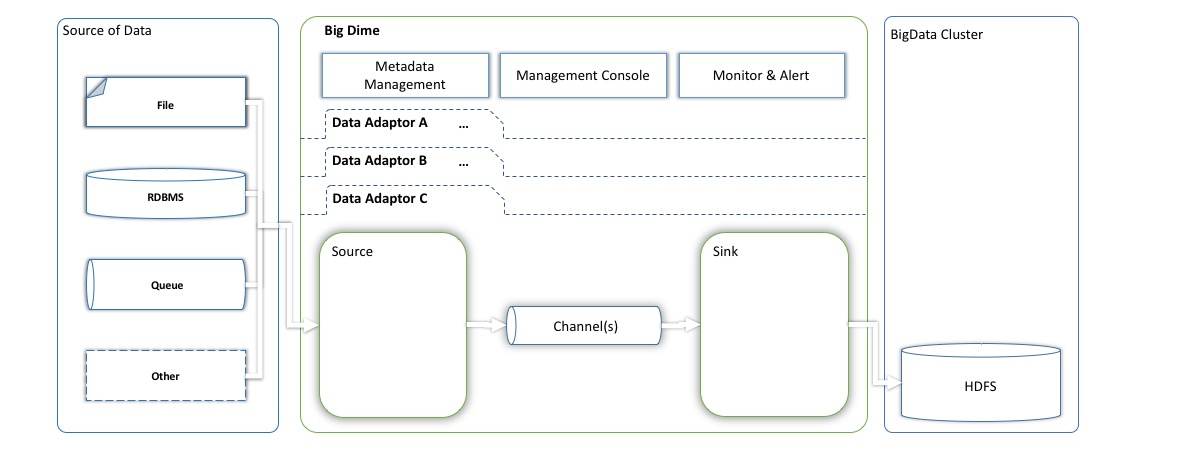 Source of Data
File
RDBMS
Queue
Other
Big Dime
Metadata
Management
Management Console
Monitor & Alert
Data Adaptor A ...
Data Adaptor B ...
Data Adaptor C
Source
Channel(s)
Sink
BigData Cluster
HDFS